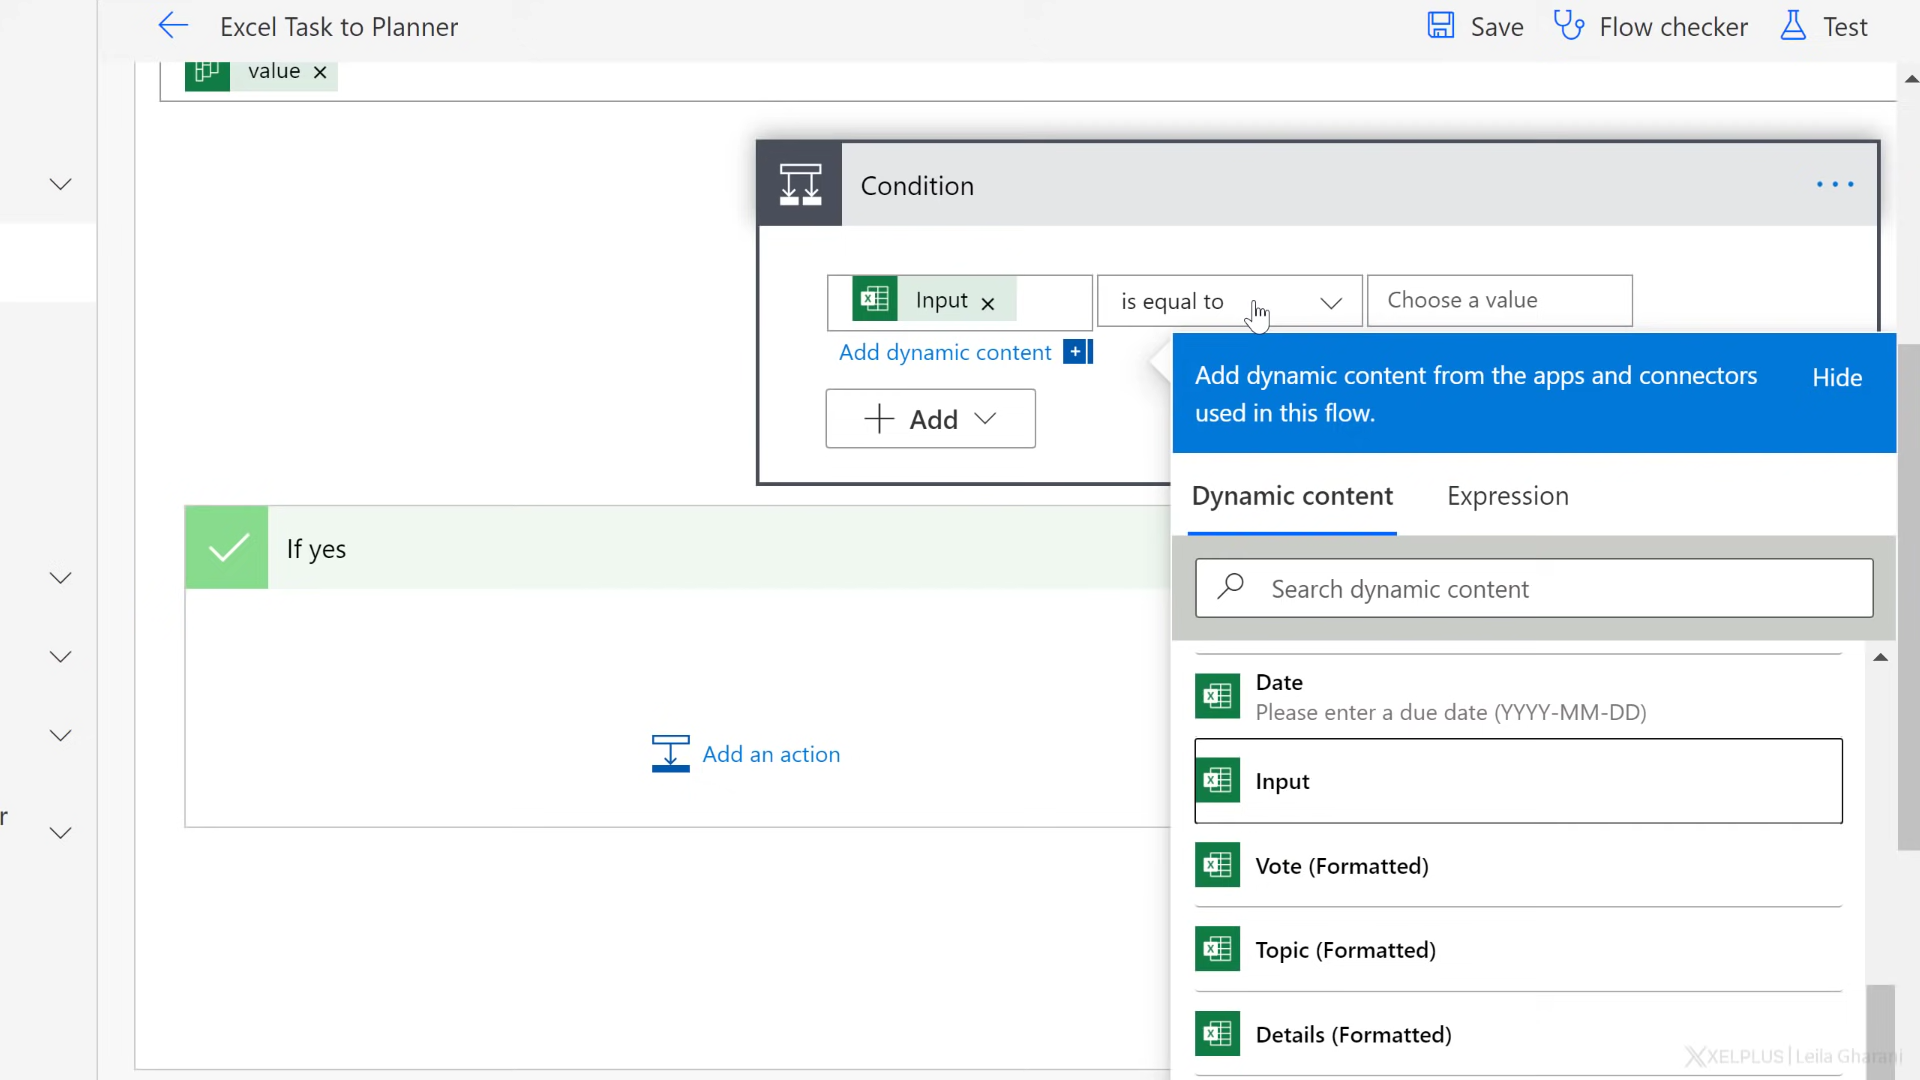 Excel Task to Planner
Save
Flow checker
Test
value
Condition
Input
is equal to
Choose a value
Add dynamic content
Add
Add dynamic content from the apps and connectors
used in this flow.
Hide
Dynamic content
Expression
Search dynamic content
If yes
Add an action
Date
Please enter a due date (YYYY-MM-DD)
Input
Vote (Formatted)
Topic (Formatted)
Details (Formatted)
r
XELPLUS | Leila Gharani